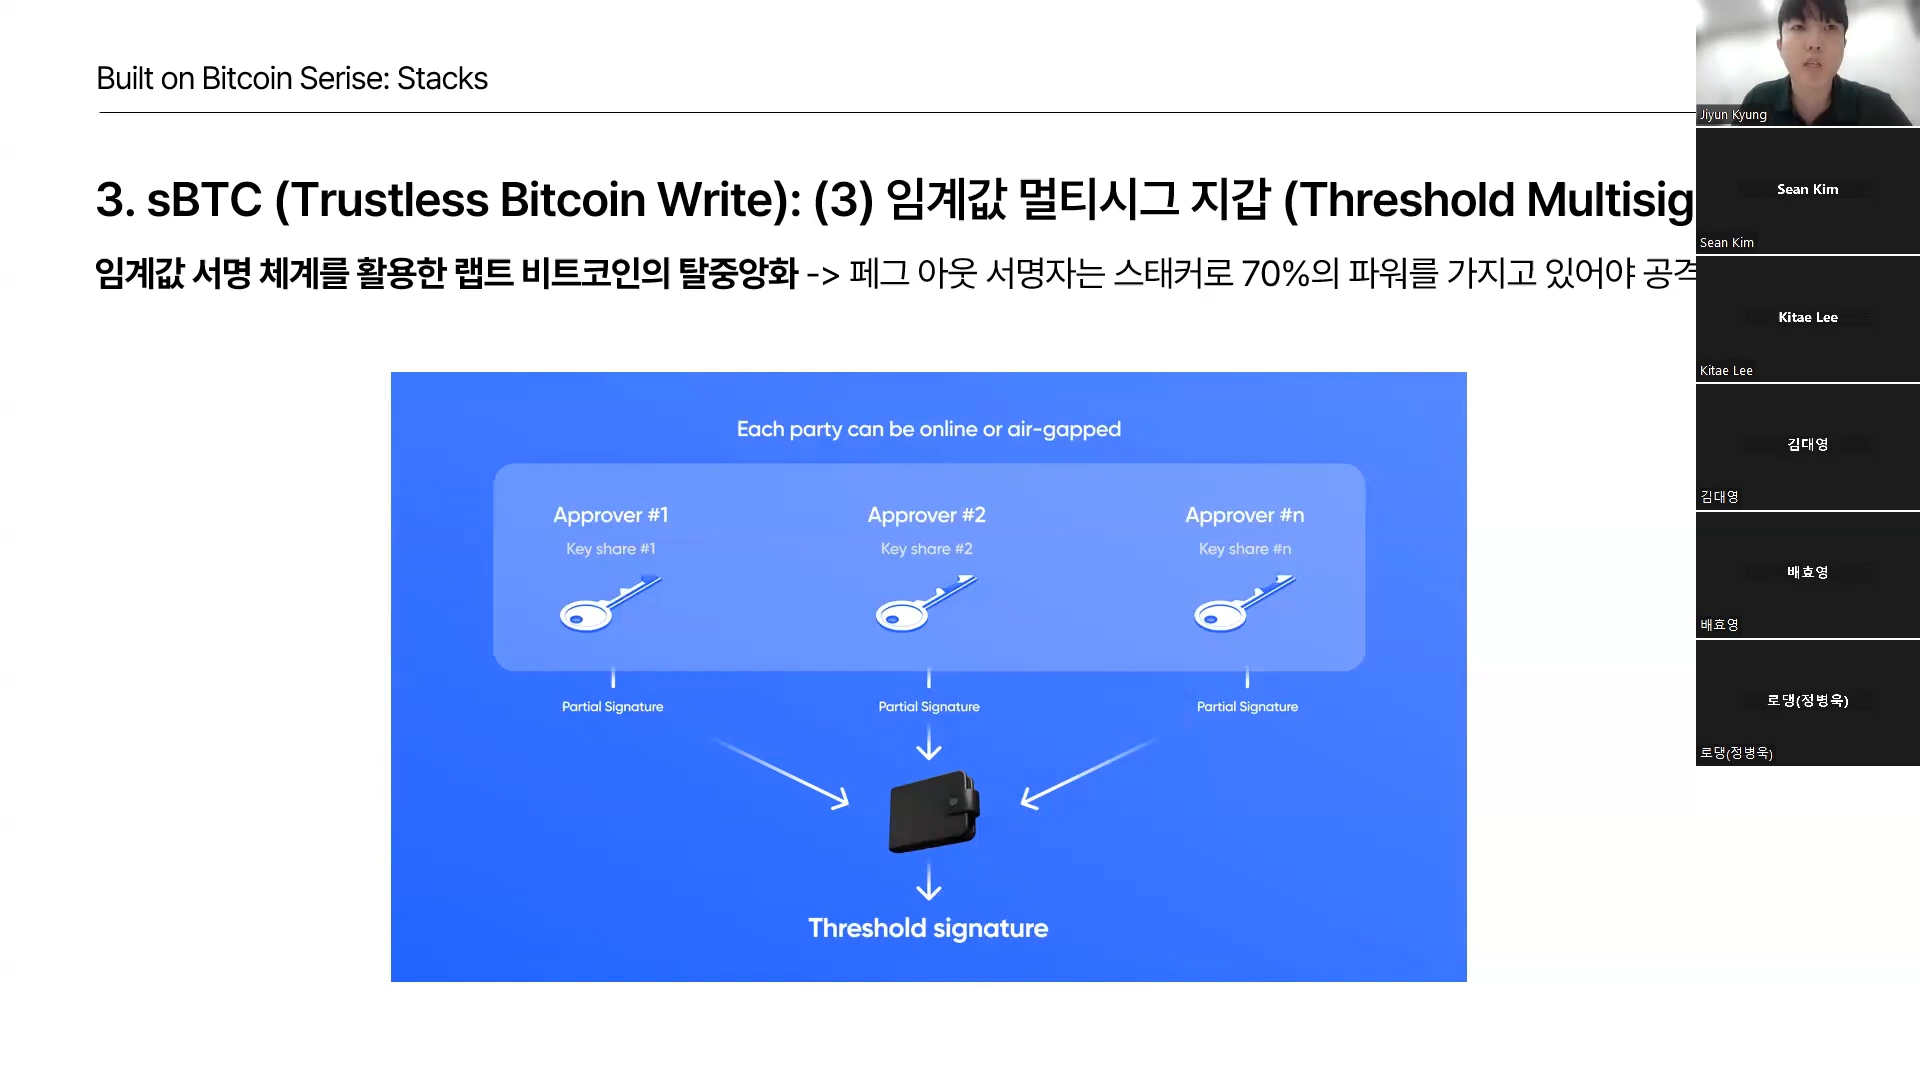 Built on Bitcoin Serise: Stacks
3. sBTC (Trustless Bitcoin Write): (3) 임계값 멀티시그 지갑 (Threshold Multisig
임계값 서명 체계를 활용한 랩트 비트코인의 탈중앙화 -> 페그 아웃 서명자는 스태커로 70%의 파워를 가지고 있어야 공격
Each party can be online or air-gapped
Approver #1
Approver #2
Approver #n
Key share #1
Key share #2
Key share #n
Partial Signature
Partial Signature
Partial Signature
Threshold signature
Jiyun Kyung
Sean Kim
Sean Kim
Kitae Lee
Kitae Lee
김대영
김대영
배효영
배효영
로댕(정병욱)
로댕(정병욱)